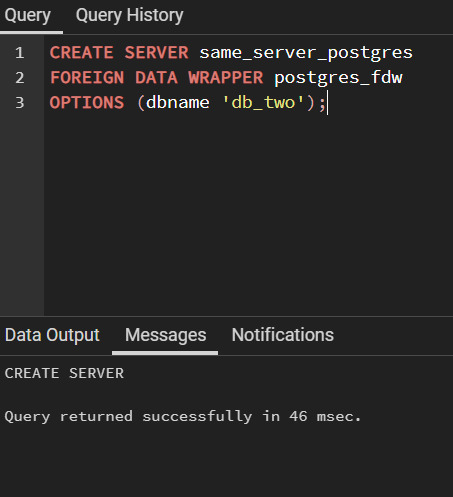 Query Query History
1 CREATE SERVER same_server_postgres
2 FOREIGN DATA WRAPPER postgres_fdw
3 OPTIONS (dbname 'db_two');
Data Output Messages Notifications
CREATE SERVER
Query returned successfully in 46 msec.